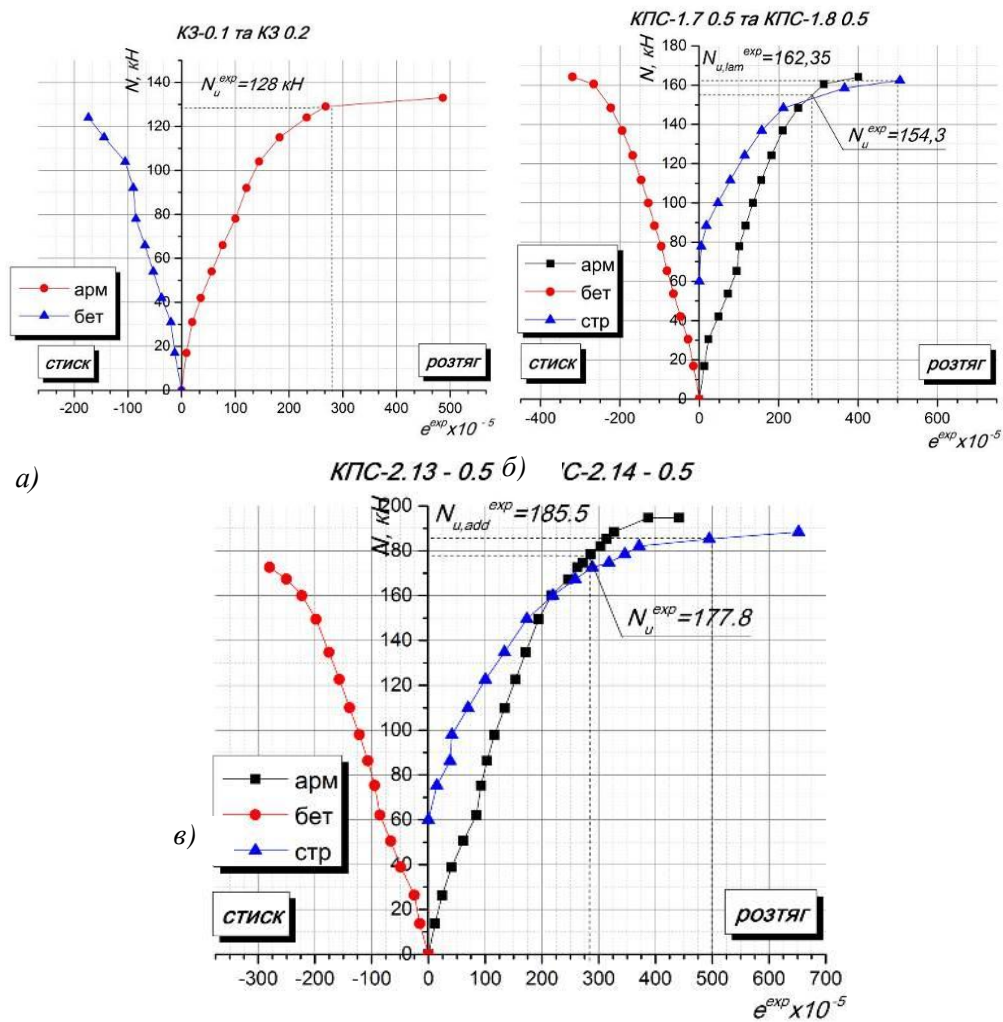 КЗ-0.1 та КЗ 0.2
N, кН
N_u^exp=128 кН
140
120
100
80
60
40
20
0
арм
бет
стиск
розтяг
-200 -100 0 100 200 300 400 500
e^exp x10^-5
а)
КПС-1.7 0.5 та КПС-1.8 0.5
N, кН
N_u,lam^exp=162,35
N_u^exp=154,3
180
160
140
120
100
80
60
40
20
0
арм
бет
стр
стиск
розтяг
-400 -200 0 200 400 600
e^exp x10^-5
б)
КПС-2.13 - 0.5 'ІС-2.14 - 0.5
N, кН
N_u,add^exp=185.5
N_u^exp=177.8
200
180
160
140
120
100
80
60
40
20
0
арм
бет
стр
стиск
розтяг
-300 -200 -100 0 100 200 300 400 500 600 700
e^exp x10^-5
в)